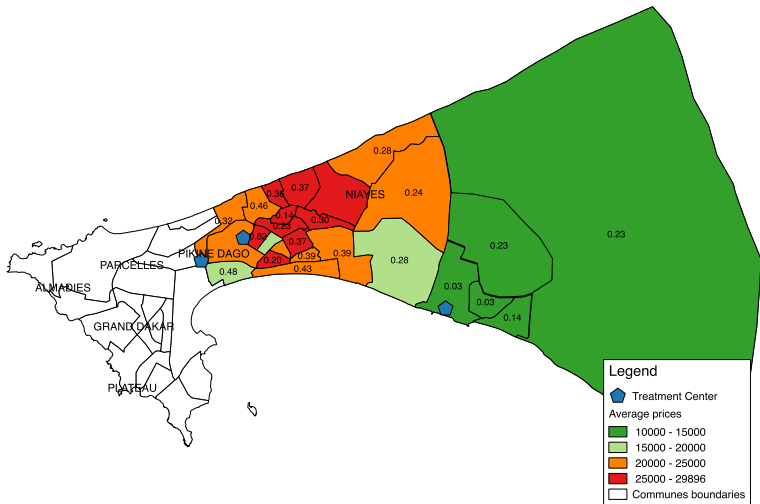 0.28
0.36 0.37 NIAYES 0.24
0.46
0.32 0.14 0.30
0.23
0.63 0.37
0.23 0.23
PIKINE DAGO 0.39 0.39
0.20 0.28
PARCELLES 0.48 0.43
ALMADIES 0.03
0.03
0.14
GRAND DAKAR
PLATEAU
Legend
Treatment Center
Average prices
10000 - 15000
15000 - 20000
20000 - 25000
25000 - 29896
Communes boundaries